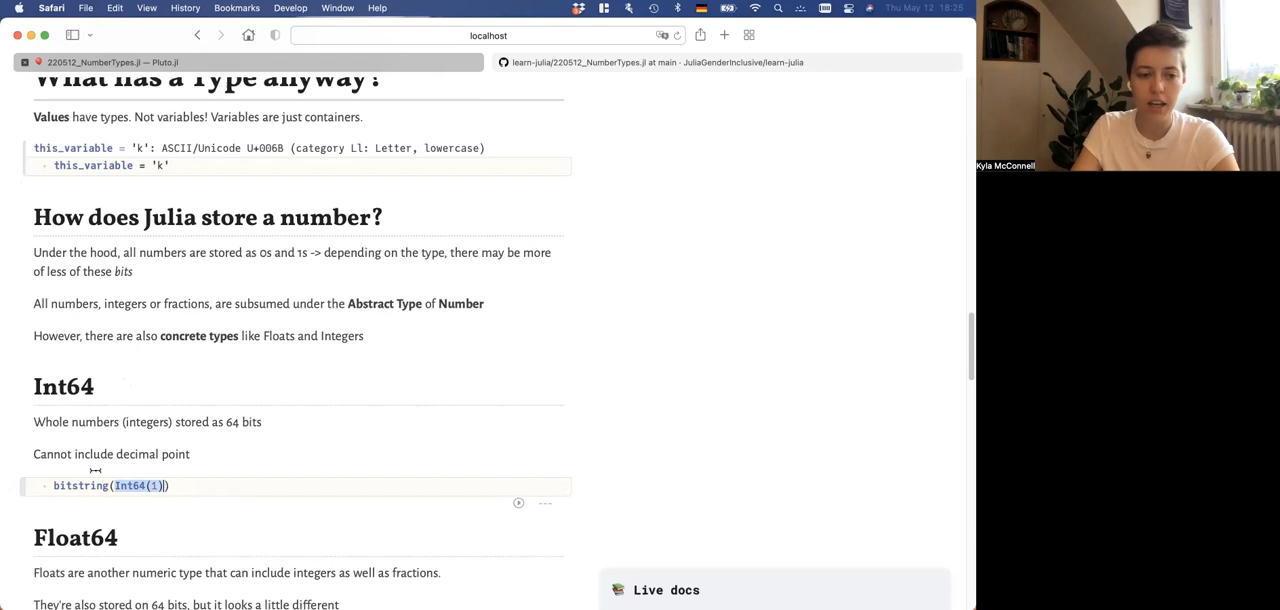 Safari File Edit View History Bookmarks Develop Window Help Thu May 12 18:25
localhost
220512_NumberTypes.jl — Pluto.jl
learn-julia/220512_NumberTypes.jl at main · JuliaGenderInclusive/learn-julia
What has a Type anyway?
Values have types. Not variables! Variables are just containers.
this_variable = 'k': ASCII/Unicode U+006B (category Ll: Letter, lowercase)
this_variable = 'k'
How does Julia store a number?
Under the hood, all numbers are stored as 0s and 1s -> depending on the type, there may be more
of less of these bits
All numbers, integers or fractions, are subsumed under the Abstract Type of Number
However, there are also concrete types like Floats and Integers
Int64
Whole numbers (integers) stored as 64 bits
Cannot include decimal point
bitstring(Int64(1))
Float64
Floats are another numeric type that can include integers as well as fractions.
They're also stored on 64 bits, but it looks a little different
Live docs
Kyla McConnell